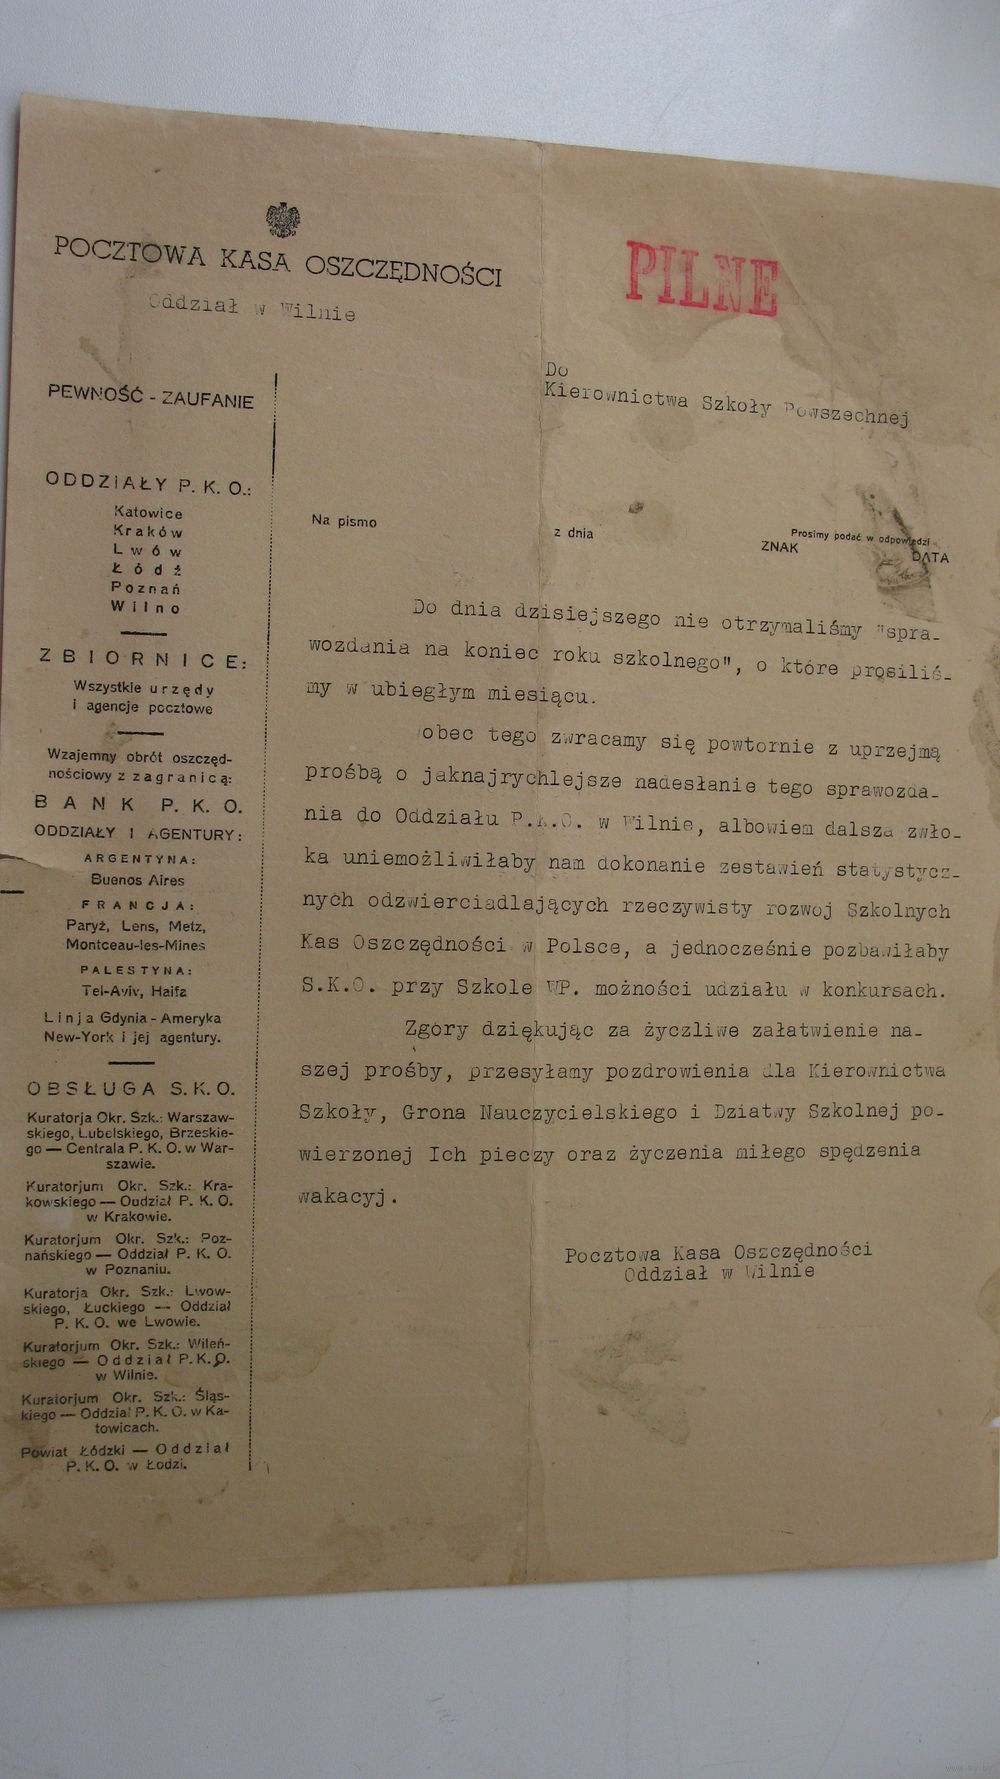 POCZTOWA KASA OSZCZĘDNOŚCI
Oddział w Wilnie
PILNE
Do
Kierownictwa Szkoły Powszechnej
PEWNOŚĆ - ZAUFANIE
ODDZIAŁY P. K. O.:
Katowice
Kraków
Lwów
Łódź
Poznań
Wilno
ZBIORNICE:
Wszystkie urzędy
i agencje pocztowe
Wzajemny obrót oszczęd-
nościowy z zagranicą:
BANK P. K. O.
ODDZIAŁY I AGENTURY:
ARGENTYNA:
Buenos Aires
FRANCJA:
Paryż, Lens, Metz,
Montceau-les-Mines
PALESTYNA:
Tel-Aviv, Haifa
Linja Gdynia - Ameryka
New-York i jej agentury.
OBSŁUGA S. K. O.
Kuratorja Okr. Szk.: Warszaw-
skiego, Lubelskiego, Brzeskie-
go — Centrala P. K. O. w War-
szawie.
Kuratorjum Okr. Szk.: Kra-
kowskiego — Oddział P. K. O.
w Krakowie.
Kuratorjum Okr. Szk.: Poz-
nańskiego — Oddział P. K. O.
w Poznaniu.
Kuratorja Okr. Szk.: Lwow-
skiego, Łuckiego — Oddział
P. K. O. we Lwowie.
Kuratorjum Okr. Szk.: Wileń-
skiego — Oddział P. K. O.
w Wilnie.
Kuratorjum Okr. Szk.: Śląs-
kiego — Oddział P. K. O. w Ka-
towicach.
Powiat Łódzki — Oddział
P. K. O. w Łodzi.
Na pismo
z dnia
Prosimy podać w odpowiedzi
ZNAK DATA
Do dnia dzisiejszego nie otrzymaliśmy "spra-
wozdania na koniec roku szkolnego", o które prosiliś-
my w ubiegłym miesiącu.
obec tego zwracamy się powtornie z uprzejmą
prośbą o jaknajrychlejsze nadesłanie tego sprawozda-
nia do Oddziału P.K.O. w Wilnie, albowiem dalsza zwło-
ka uniemożliwiłaby nam dokonanie zestawień statystycz-
nych odzwierciadlających rzeczywisty rozwoj Szkolnych
Kas Oszczędności w Polsce, a jednocześnie pozbawiłaby
S.K.O. przy Szkole WP. możności udziału w konkursach.
Zgóry dziękując za życzliwe załatwienie na-
szej prośby, przesyłamy pozdrowienia dla Kierownictwa
Szkoły, Grona Nauczycielskiego i Dziatwy Szkolnej po-
wierzonej Ich pieczy oraz życzenia miłego spędzenia
wakacyj.
Pocztowa Kasa Oszczędności
Oddział w Wilnie